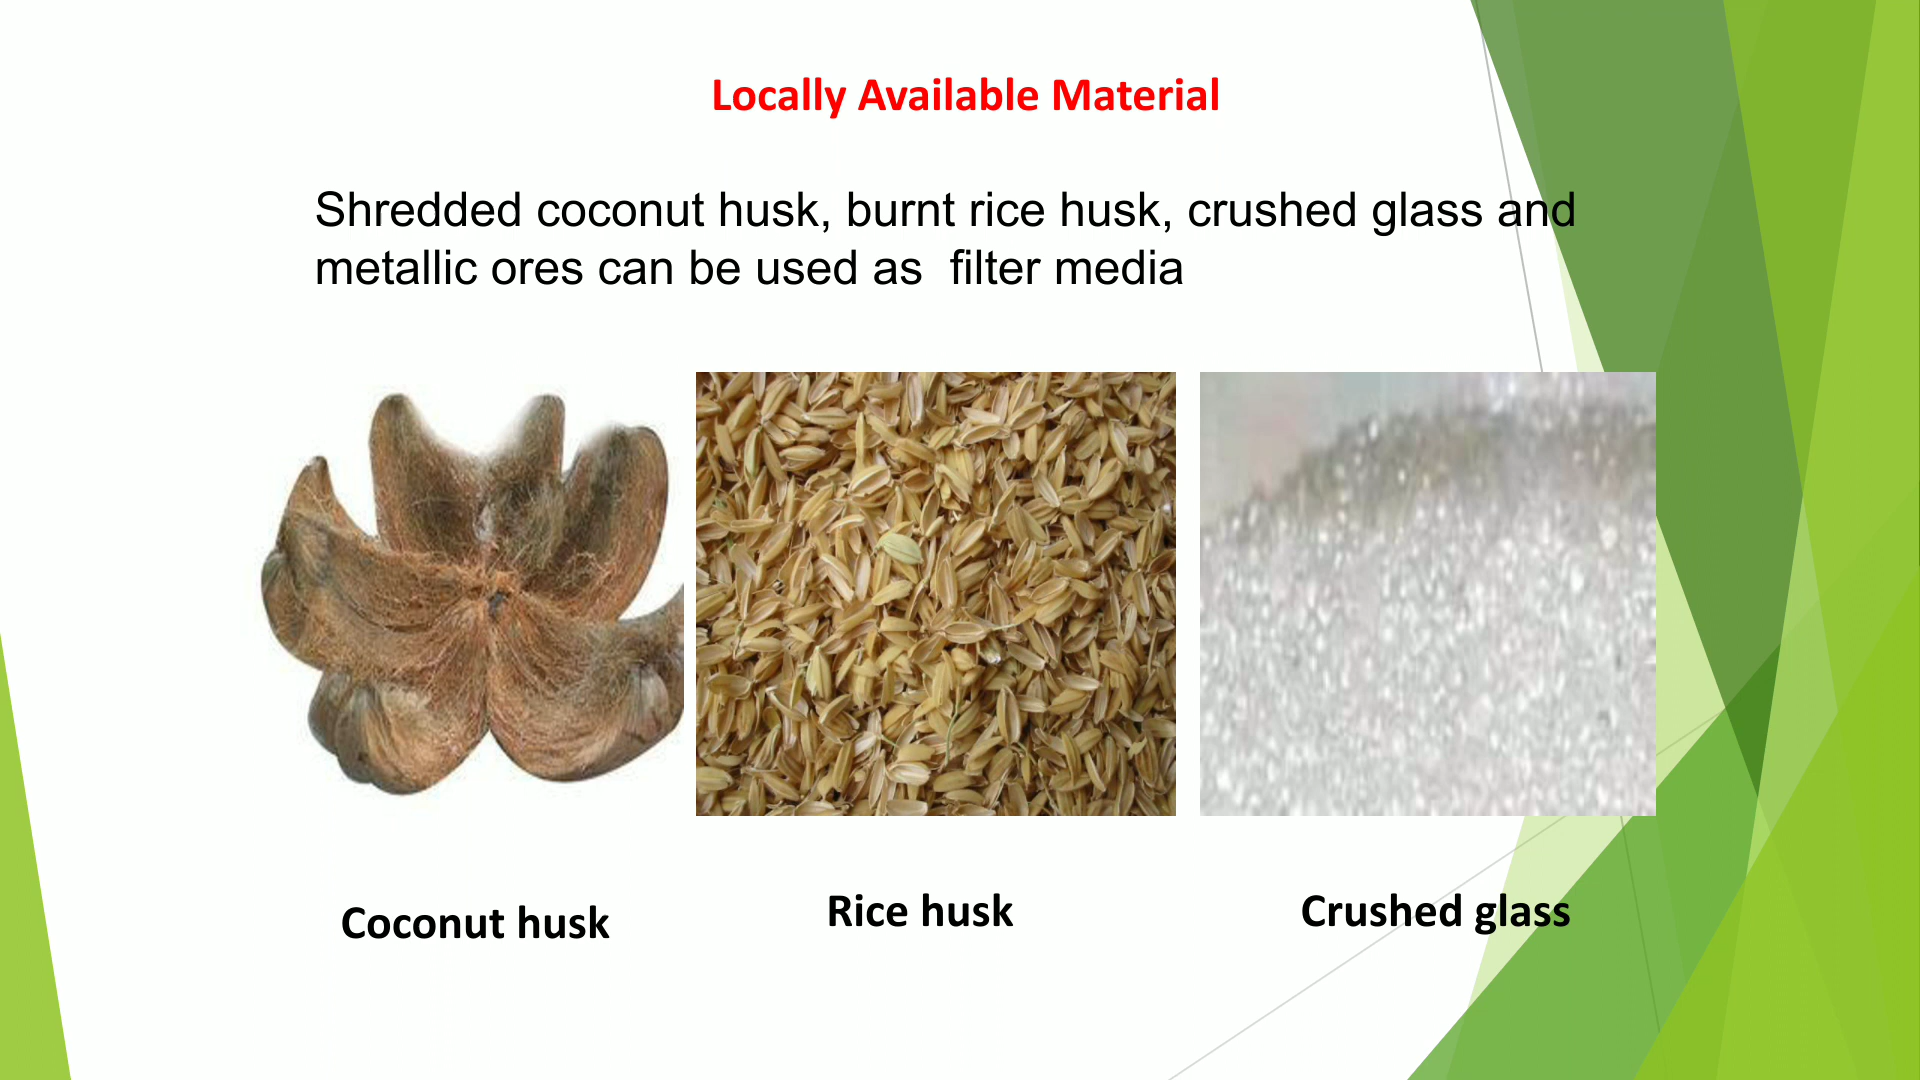 Locally Available Material
Shredded coconut husk, burnt rice husk, crushed glass and
metallic ores can be used as  filter media
Coconut husk
Rice husk
Crushed glass